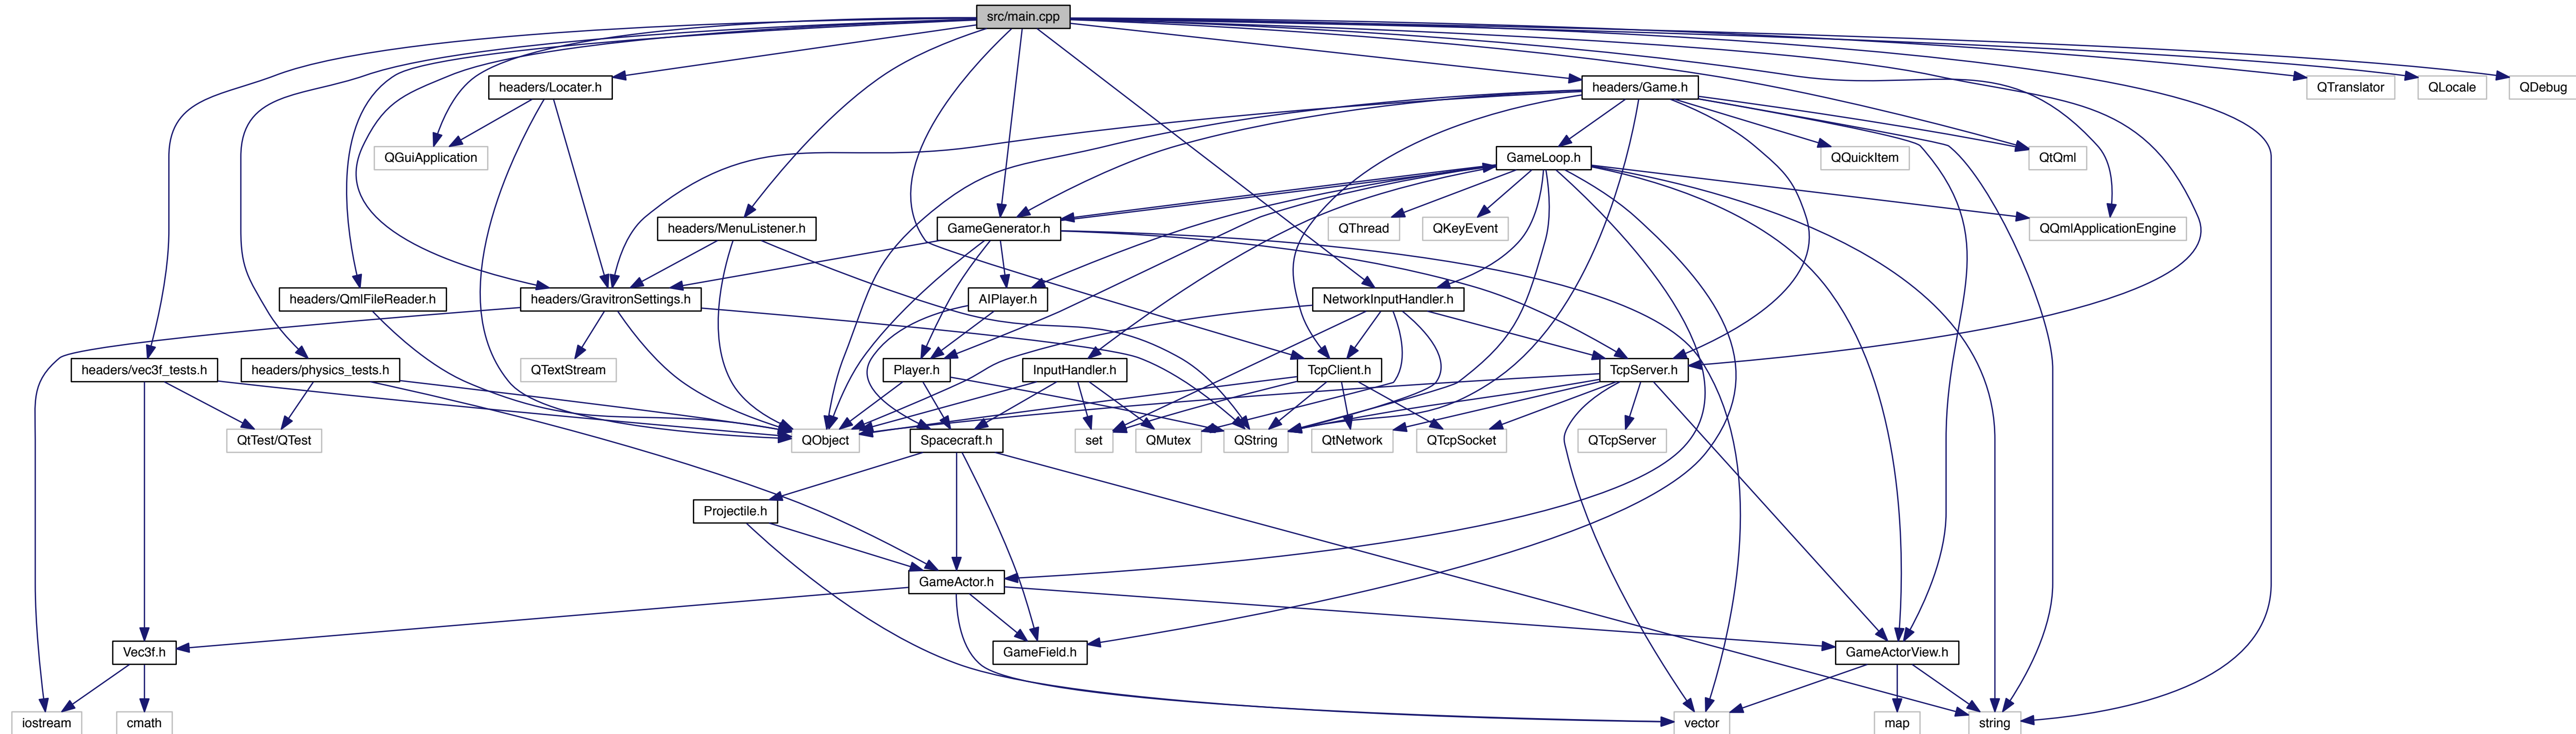 src/main.cpp
headers/Locater.h
headers/Game.h
QTranslator
QLocale
QDebug
QGuiApplication
GameLoop.h
QQuickItem
QtQml
headers/MenuListener.h
GameGenerator.h
QThread
QKeyEvent
QQmlApplicationEngine
headers/QmlFileReader.h
headers/GravitronSettings.h
AIPlayer.h
NetworkInputHandler.h
headers/vec3f_tests.h
headers/physics_tests.h
QTextStream
Player.h
InputHandler.h
TcpClient.h
TcpServer.h
QtTest/QTest
QObject
Spacecraft.h
set
QMutex
QString
QtNetwork
QTcpSocket
QTcpServer
Projectile.h
GameActor.h
Vec3f.h
GameField.h
GameActorView.h
iostream
cmath
vector
map
string